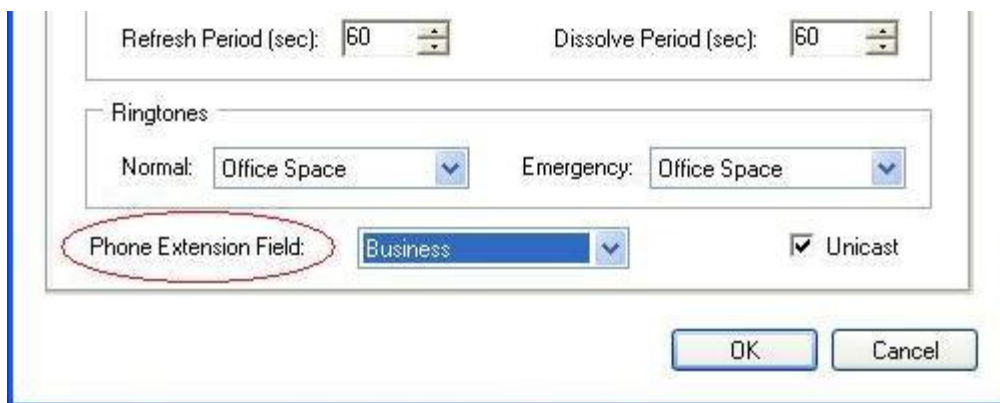 Refresh Period (sec): 60 Dissolve Period (sec): 60
Ringtones
Normal: Office Space Emergency: Office Space
Phone Extension Field: Business Unicast
OK Cancel